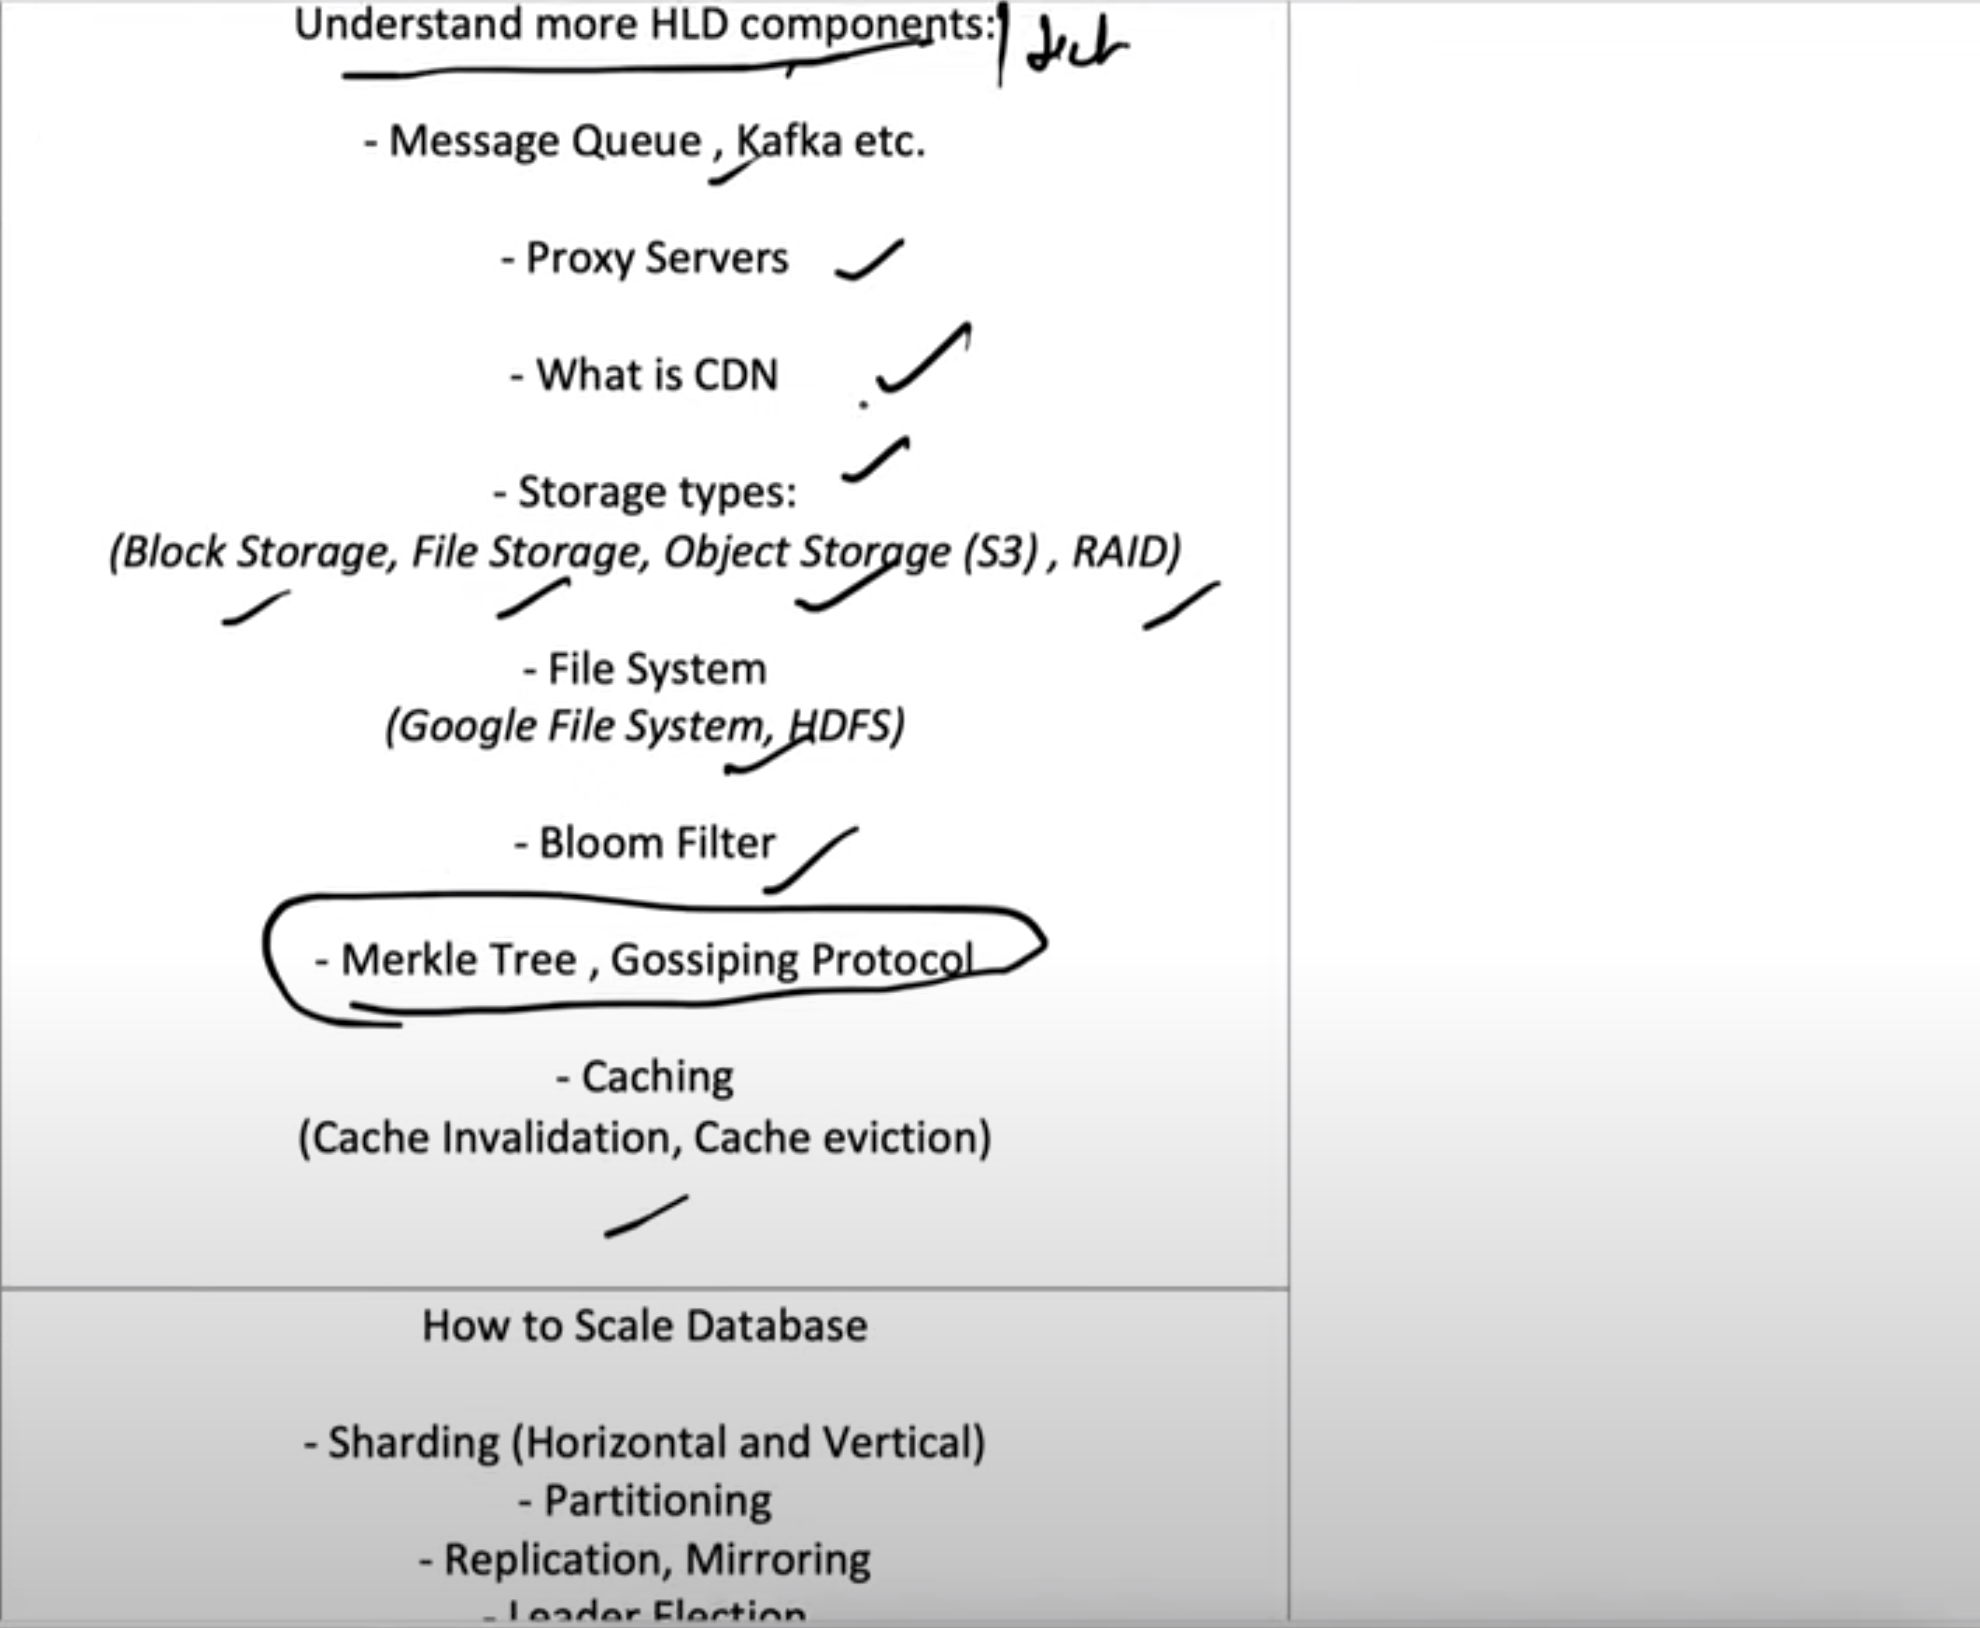 Understand more HLD components:
- Message Queue , Kafka etc.
- Proxy Servers
- What is CDN
- Storage types:
(Block Storage, File Storage, Object Storage (S3) , RAID)
- File System
(Google File System, HDFS)
- Bloom Filter
- Merkle Tree , Gossiping Protocol
- Caching
(Cache Invalidation, Cache eviction)
How to Scale Database
- Sharding (Horizontal and Vertical)
- Partitioning
- Replication, Mirroring
- Leader Election